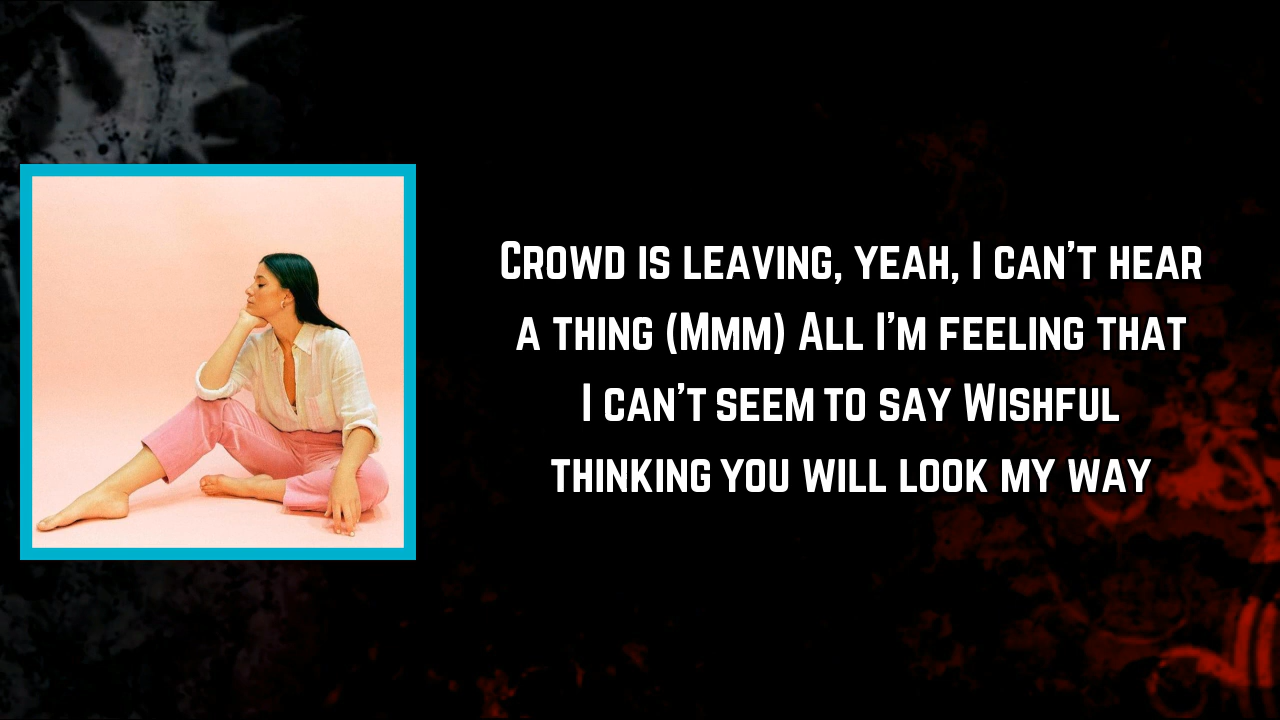 Crowd is leaving, yeah, I can't hear
a thing (Mmm) All I'm feeling that
I can't seem to say Wishful
thinking you will look my way